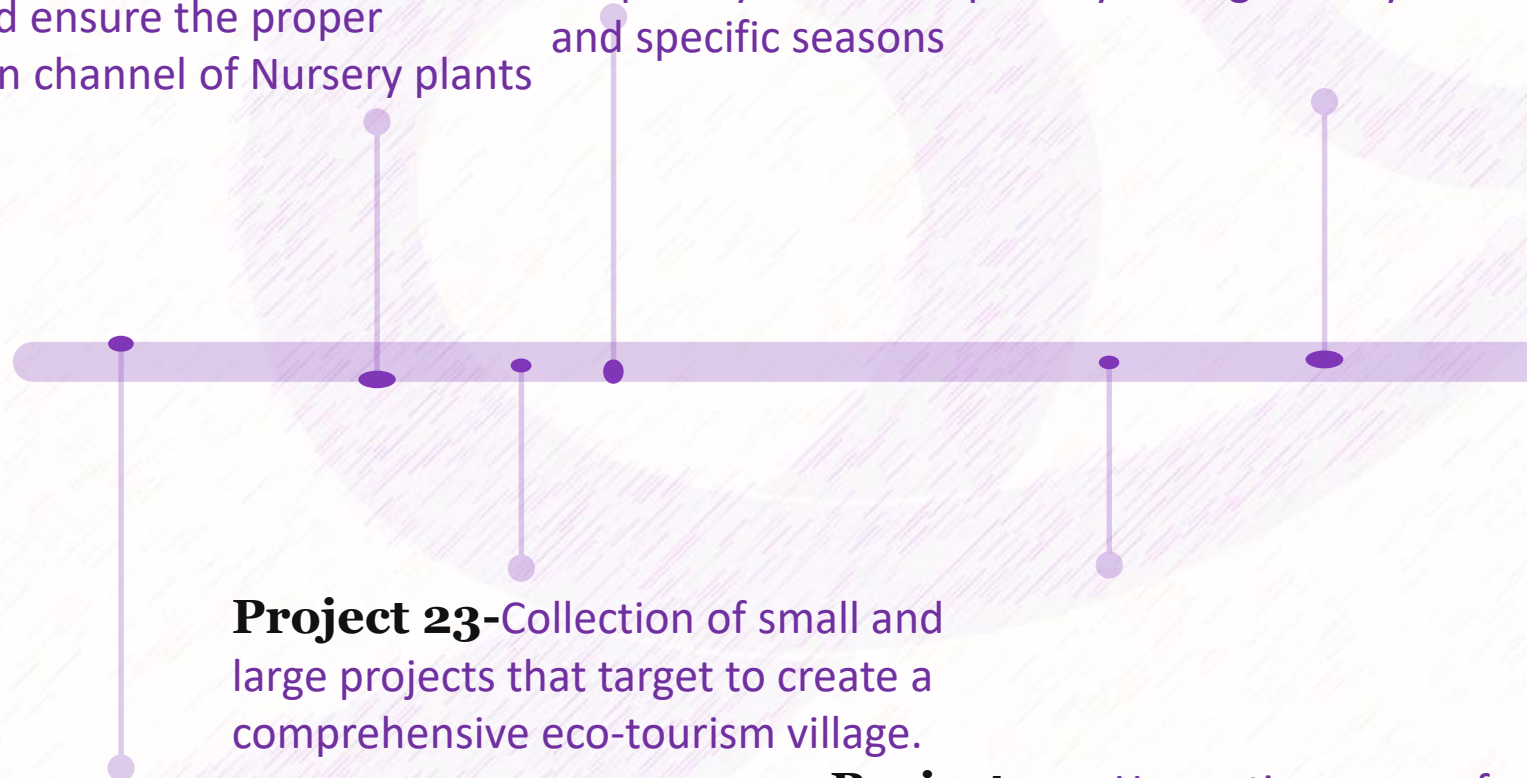 d ensure the proper
n channel of Nursery plants
and specific seasons
Project 23-Collection of small and
large projects that target to create a
comprehensive eco-tourism village.